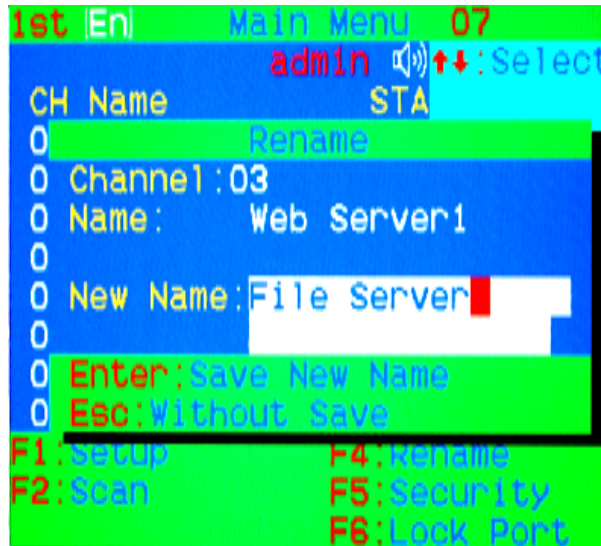 1st En Main Menu 07
admin ↑↓:Select
CH Name STA
0 Rename
0 Channel:03
0 Name: Web Server1
0
0 New Name:File Server
0
0 Enter:Save New Name
0 Esc:Without Save
F1:Setup F4:Rename
F2:Scan F5:Security
F6:Lock Port